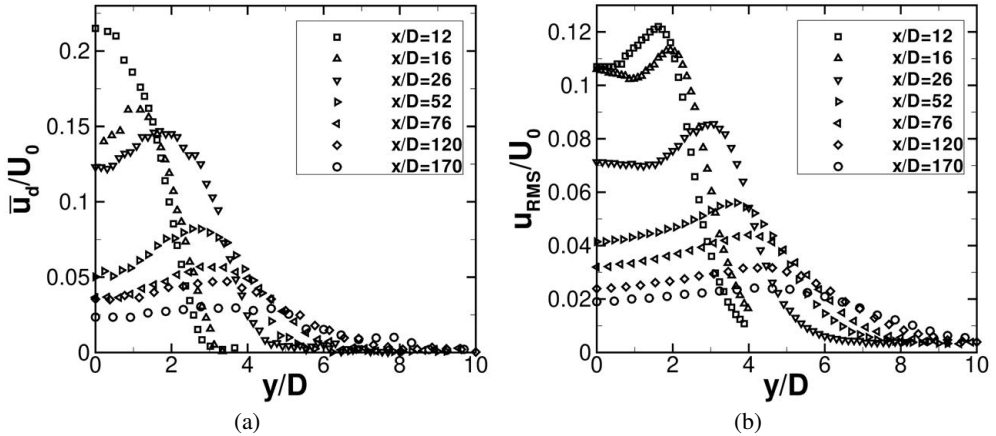 ū_d/U_0
0.2
0.15
0.1
0.05
0
0 2 4 6 8 10
y/D
x/D=12
x/D=16
x/D=26
x/D=52
x/D=76
x/D=120
x/D=170
(a)
u_RMS/U_0
0.12
0.1
0.08
0.06
0.04
0.02
0
0 2 4 6 8 10
y/D
x/D=12
x/D=16
x/D=26
x/D=52
x/D=76
x/D=120
x/D=170
(b)